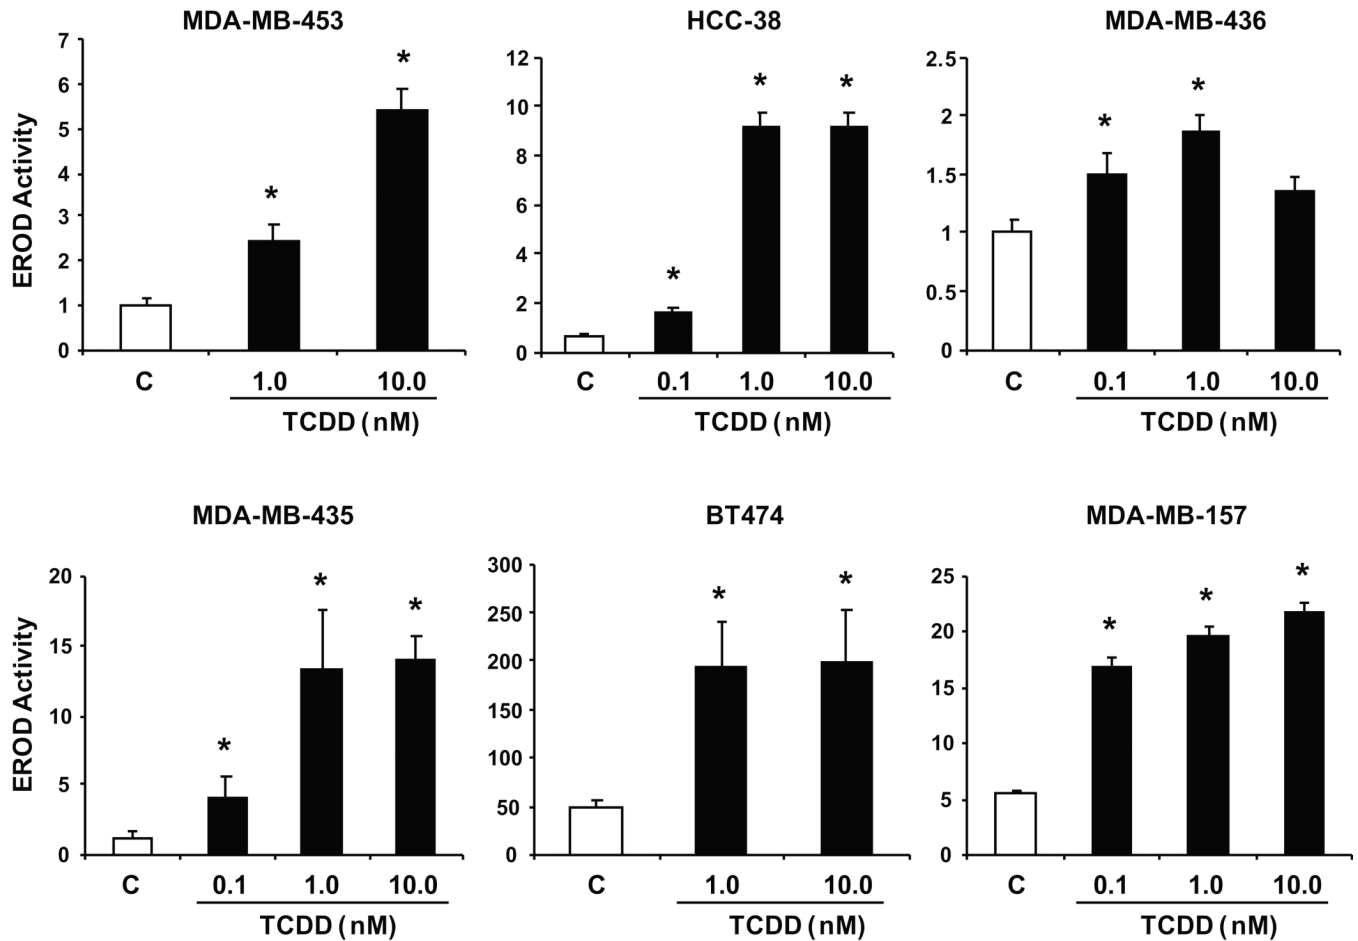 MDA-MB-453
EROD Activity
7
6
5
4
3
2
1
0
*
*
C 1.0 10.0
TCDD (nM)
HCC-38
12
10
8
6
4
2
0
*
*
*
C 0.1 1.0 10.0
TCDD (nM)
MDA-MB-436
2.5
2
1.5
1
0.5
0
*
*
C 0.1 1.0 10.0
TCDD (nM)
MDA-MB-435
EROD Activity
20
15
10
5
0
*
*
*
C 0.1 1.0 10.0
TCDD (nM)
BT474
300
250
200
150
100
50
0
*
*
C 1.0 10.0
TCDD (nM)
MDA-MB-157
25
20
15
10
5
0
*
*
*
C 0.1 1.0 10.0
TCDD (nM)